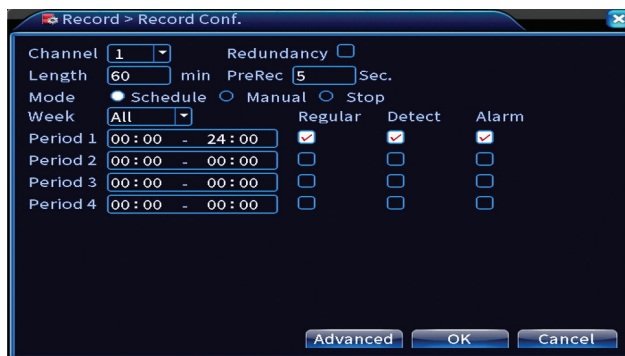 Record > Record Conf.
Channel 1 Redundancy
Length 60 min PreRec 5 Sec.
Mode Schedule Manual Stop
Week All Regular Detect Alarm
Period 1 00:00 - 24:00
Period 2 00:00 - 00:00
Period 3 00:00 - 00:00
Period 4 00:00 - 00:00
Advanced OK Cancel